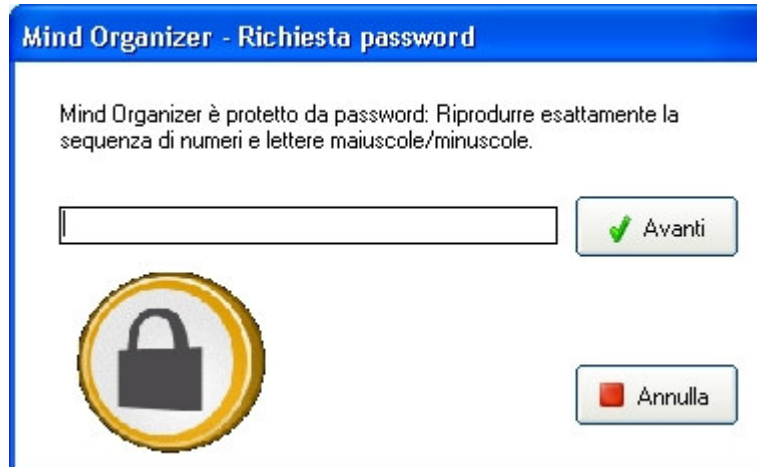 Mind Organizer - Richiesta password
Mind Organizer è protetto da password: Riprodurre esattamente la
sequenza di numeri e lettere maiuscole/minuscole.
Avanti
Annulla